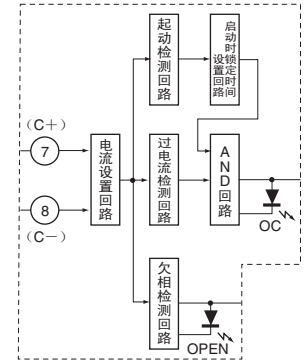 起动检测回路
启动时锁定时间
设置回路
(C+)
7
8
(C-)
电流设置回路
过电流检测回路
AND回路
OC
欠相检测回路
OPEN